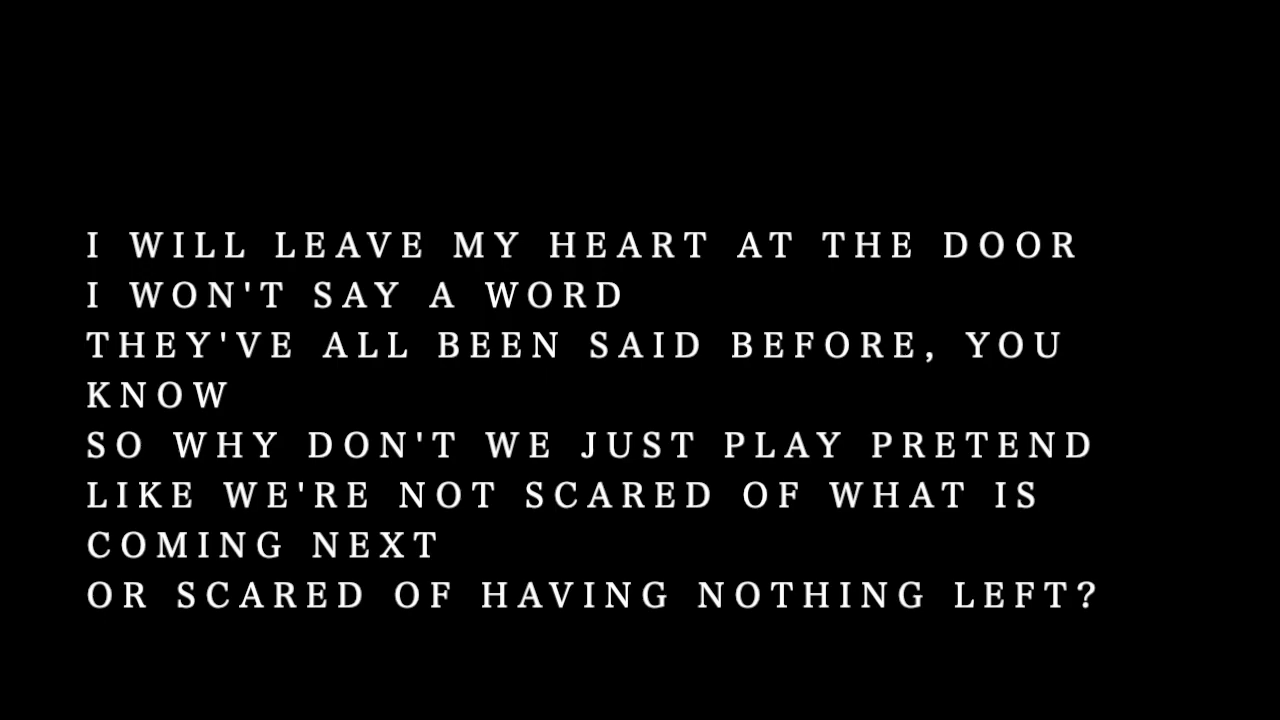 I WILL LEAVE MY HEART AT THE DOOR
I WON'T SAY A WORD
THEY'VE ALL BEEN SAID BEFORE, YOU
KNOW
SO WHY DON'T WE JUST PLAY PRETEND
LIKE WE'RE NOT SCARED OF WHAT IS
COMING NEXT
OR SCARED OF HAVING NOTHING LEFT?